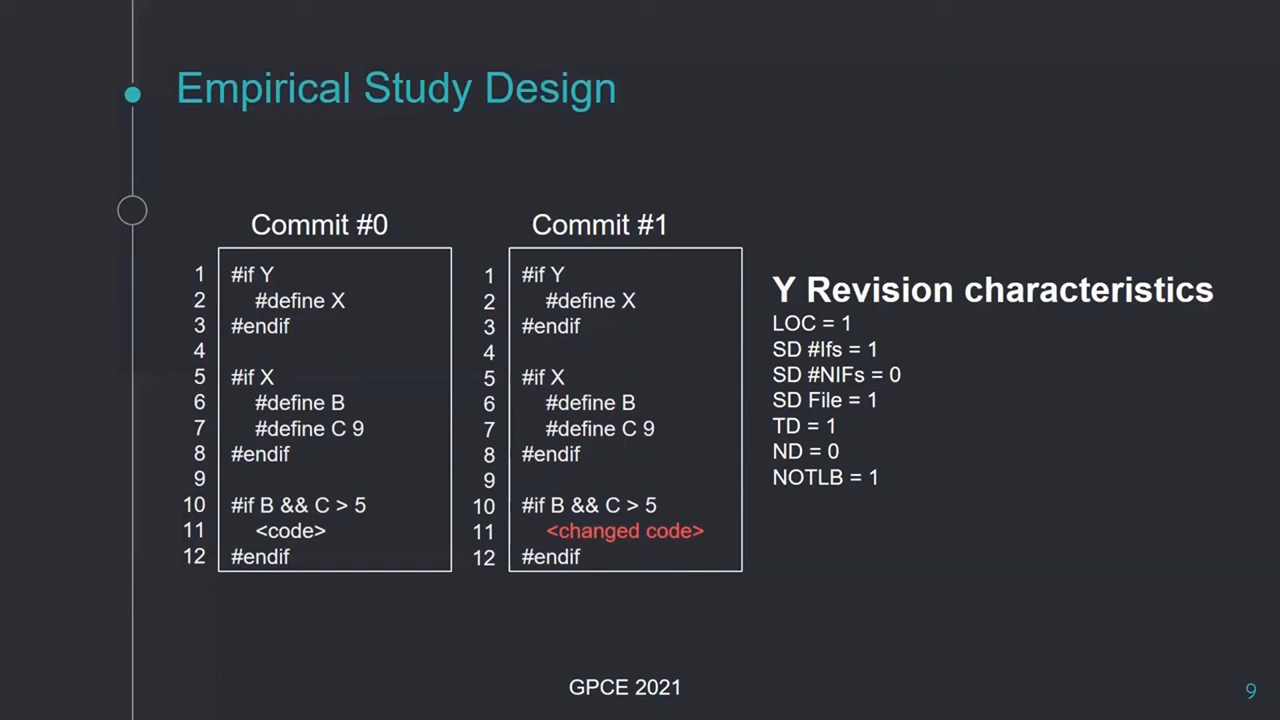 Empirical Study Design
Commit #0
1 #if Y
2 #define X
3 #endif
4
5 #if X
6 #define B
7 #define C 9
8 #endif
9
10 #if B && C > 5
11 <code>
12 #endif
Commit #1
1 #if Y
2 #define X
3 #endif
4
5 #if X
6 #define B
7 #define C 9
8 #endif
9
10 #if B && C > 5
11 <changed code>
12 #endif
Y Revision characteristics
LOC = 1
SD #Ifs = 1
SD #NIFs = 0
SD File = 1
TD = 1
ND = 0
NOTLB = 1
GPCE 2021
9